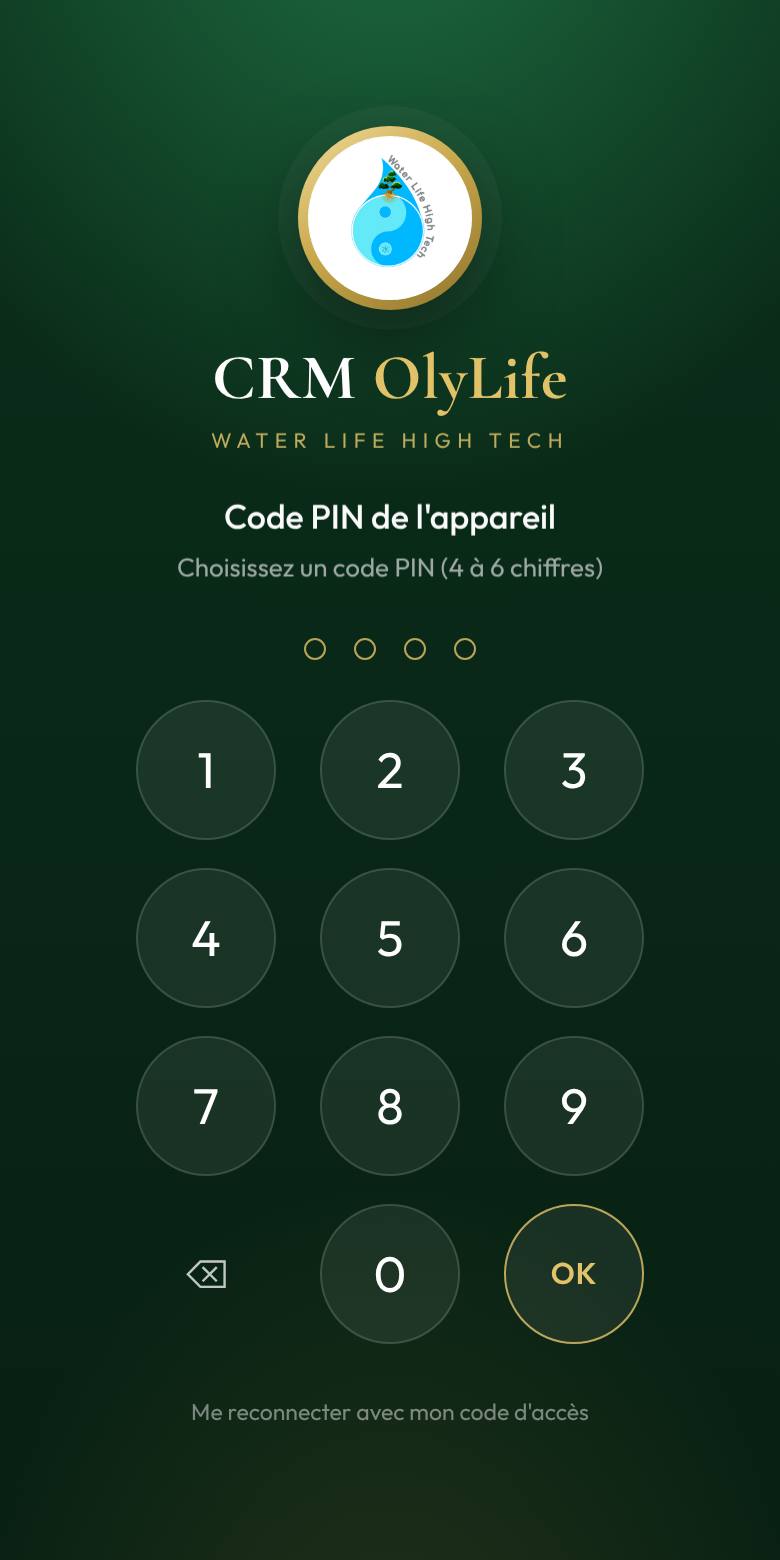 Water Life High Tech
CRM OlyLife
WATER LIFE HIGH TECH
Code PIN de l'appareil
Choisissez un code PIN (4 à 6 chiffres)
1 2 3
4 5 6
7 8 9
0 OK
Me reconnecter avec mon code d'accès